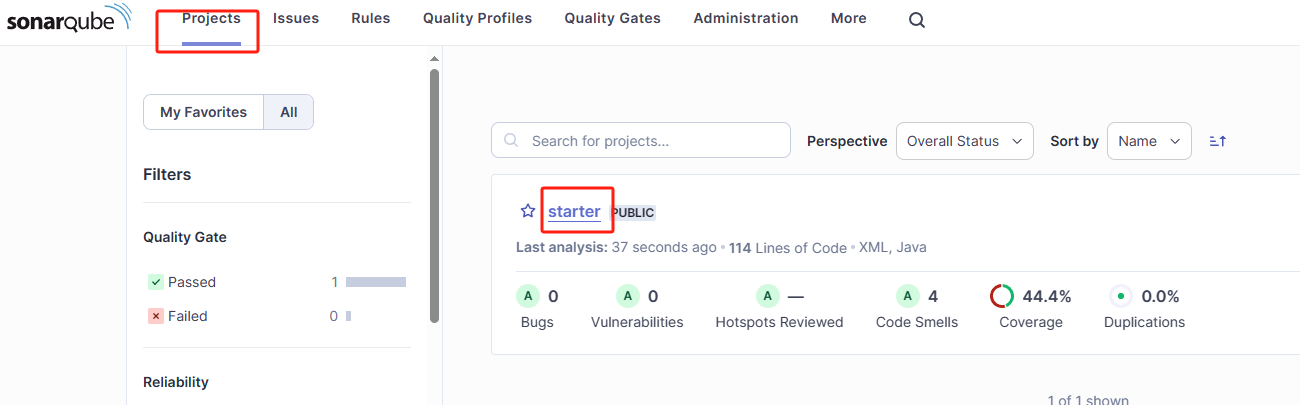 sonarqube Projects Issues Rules Quality Profiles Quality Gates Administration More
My Favorites All
Search for projects... Perspective Overall Status Sort by Name
Filters
starter PUBLIC
Last analysis: 37 seconds ago • 114 Lines of Code • XML, Java
Quality Gate
Passed 1
Failed 0
A 0 A 0 A — A 4 44.4% 0.0%
Bugs Vulnerabilities Hotspots Reviewed Code Smells Coverage Duplications
Reliability
1 of 1 shown